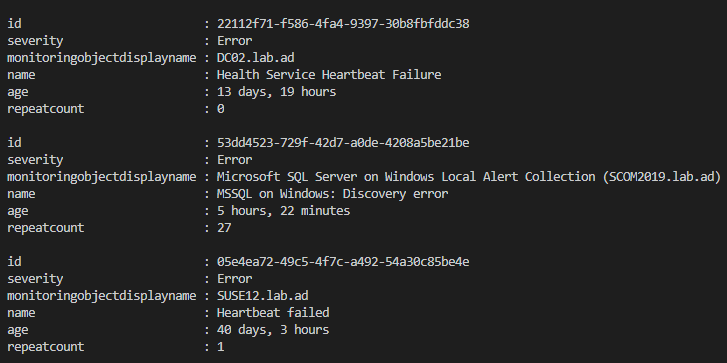 id                           : 22112f71-f586-4fa4-9397-30b8fbfddc38
severity                     : Error
monitoringobjectdisplayname : DC02.lab.ad
name                         : Health Service Heartbeat Failure
age                          : 13 days, 19 hours
repeatcount                  : 0

id                           : 53dd4523-729f-42d7-a0de-4208a5be21be
severity                     : Error
monitoringobjectdisplayname : Microsoft SQL Server on Windows Local Alert Collection (SCOM2019.lab.ad)
name                         : MSSQL on Windows: Discovery error
age                          : 5 hours, 22 minutes
repeatcount                  : 27

id                           : 05e4ea72-49c5-4f7c-a492-54a30c85be4e
severity                     : Error
monitoringobjectdisplayname : SUSE12.lab.ad
name                         : Heartbeat failed
age                          : 40 days, 3 hours
repeatcount                  : 1